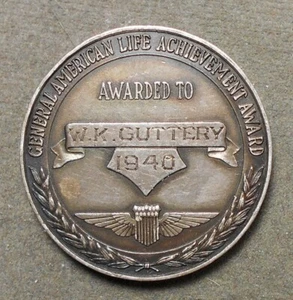 GENERAL AMERICAN LIFE ACHIEVEMENT AWARD
AWARDED TO
W.K. GUTTERY
1940